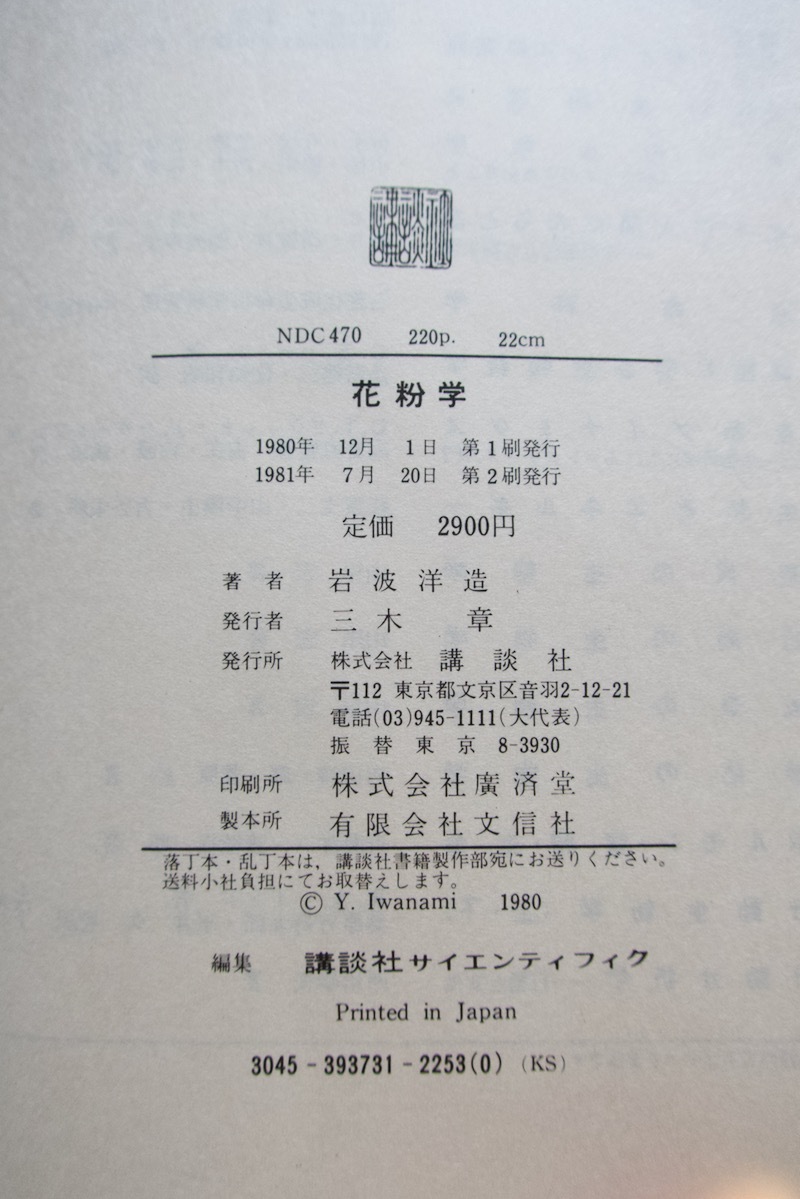 NDC470 220p. 22cm
花粉学
1980年 12月 1日 第1刷発行
1981年 7月 20日 第2刷発行
定価 2900円
著者 岩波洋造
発行者 三木 章
発行所 株式会社 講談社
〒112 東京都文京区音羽2-12-21
電話(03)945-1111(大代表)
振替東京 8-3930
印刷所 株式会社廣済堂
製本所 有限会社文信社
落丁本・乱丁本は，講談社書籍製作部宛にお送りください。
送料小社負担にてお取替えします。
© Y. Iwanami 1980
編集 講談社サイエンティフィク
Printed in Japan
3045-393731-2253(0) (KS)